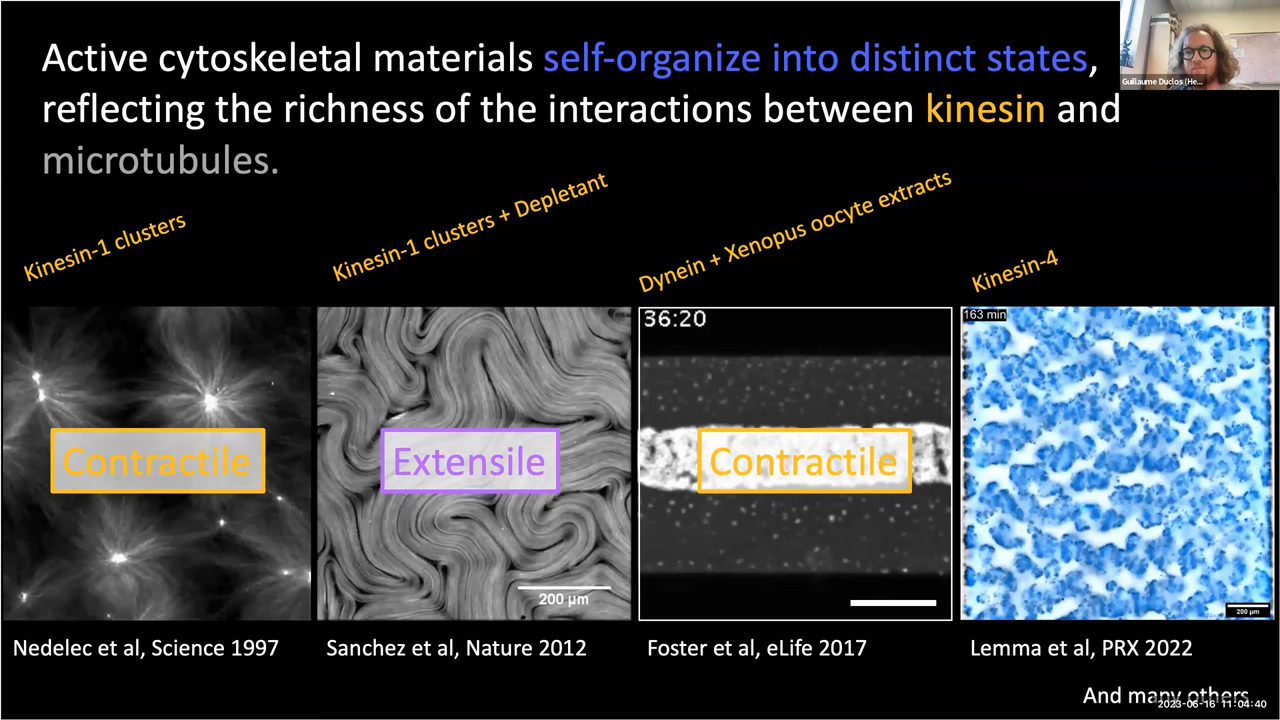 Active cytoskeletal materials self-organize into distinct states,
reflecting the richness of the interactions between kinesin and
microtubules.
Guillaume Duclos (He...
Kinesin-1 clusters
Kinesin-1 clusters + Depletant
Dynein + Xenopus oocyte extracts
Kinesin-4
36:20
163 min
Contractile
Extensile
Contractile
200 µm
200 µm
Nedelec et al, Science 1997
Sanchez et al, Nature 2012
Foster et al, eLife 2017
Lemma et al, PRX 2022
And many others
2023-06-16 11:04:40